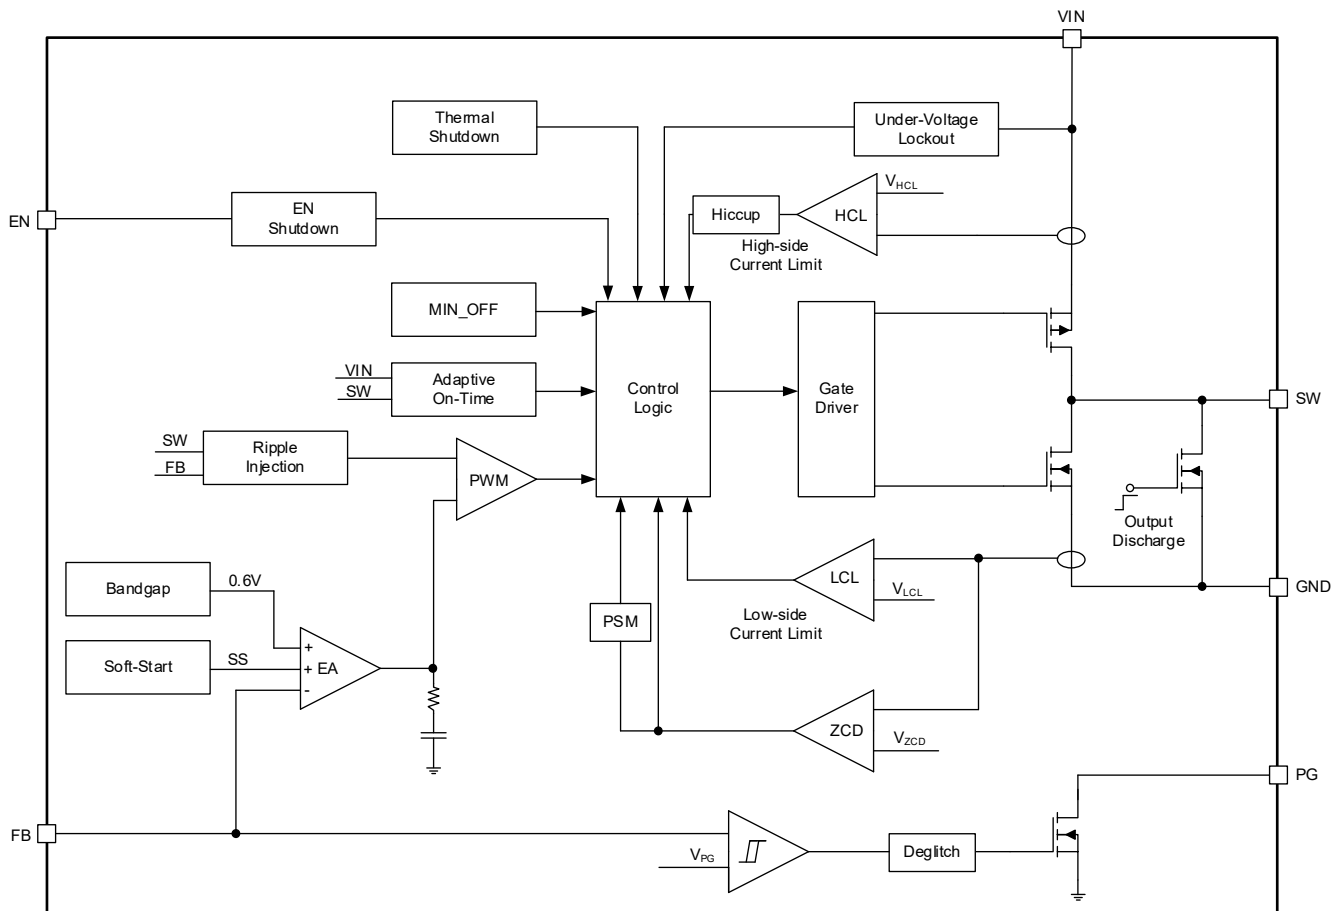 VIN
Thermal
Shutdown
Under-Voltage
Lockout
EN
EN
Shutdown
Hiccup
HCL
VHCL
High-side
Current Limit
MIN_OFF
VIN
SW
Adaptive
On-Time
Control
Logic
Gate
Driver
SW
SW
FB
Ripple
Injection
PWM
Output
Discharge
Bandgap
0.6V
LCL
VLCL
Low-side
Current Limit
GND
PSM
Soft-Start
SS
+
+
-
EA
ZCD
VZCD
PG
FB
VPG
Deglitch